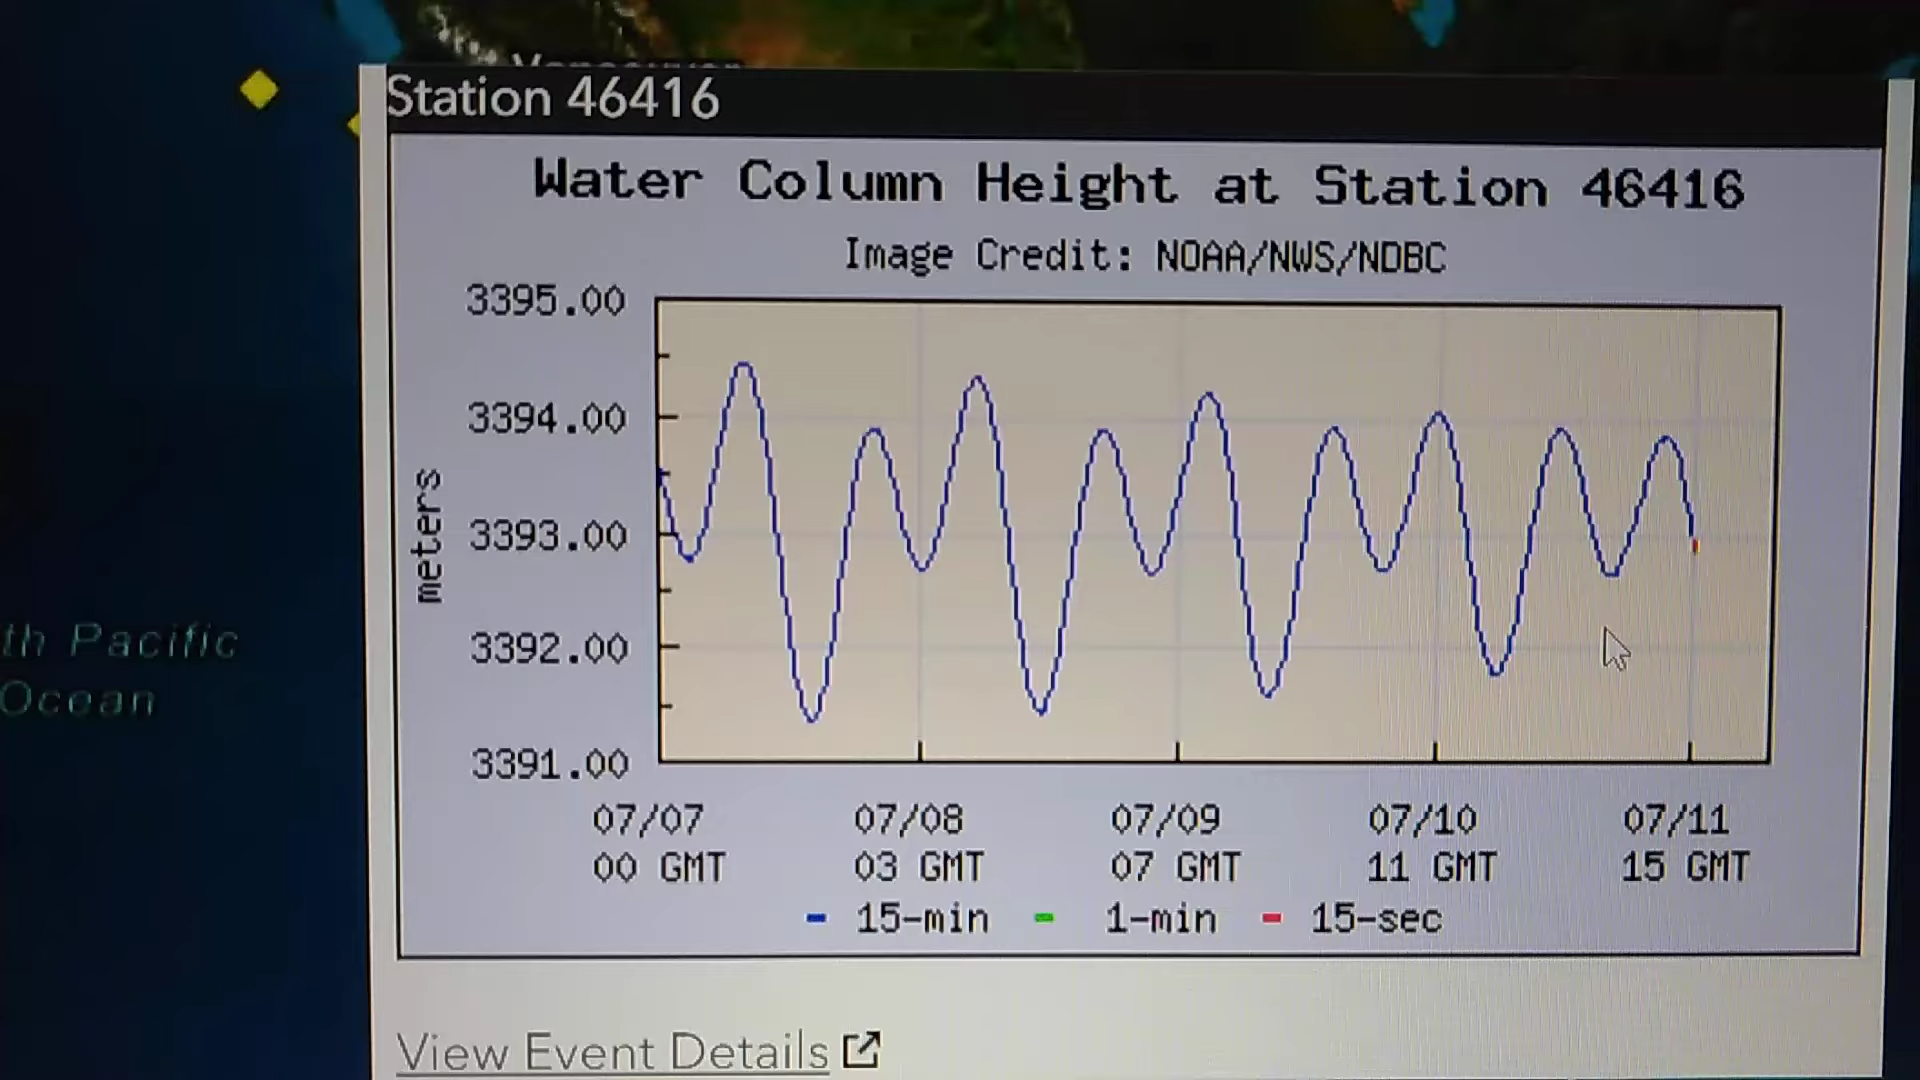 Vancouver
Station 46416
Water Column Height at Station 46416
Image Credit: NOAA/NWS/NDBC
3395.00
3394.00
3393.00
3392.00
3391.00
meters
07/07 07/08 07/09 07/10 07/11
00 GMT 03 GMT 07 GMT 11 GMT 15 GMT
15-min 1-min 15-sec
th Pacific
Ocean
View Event Details